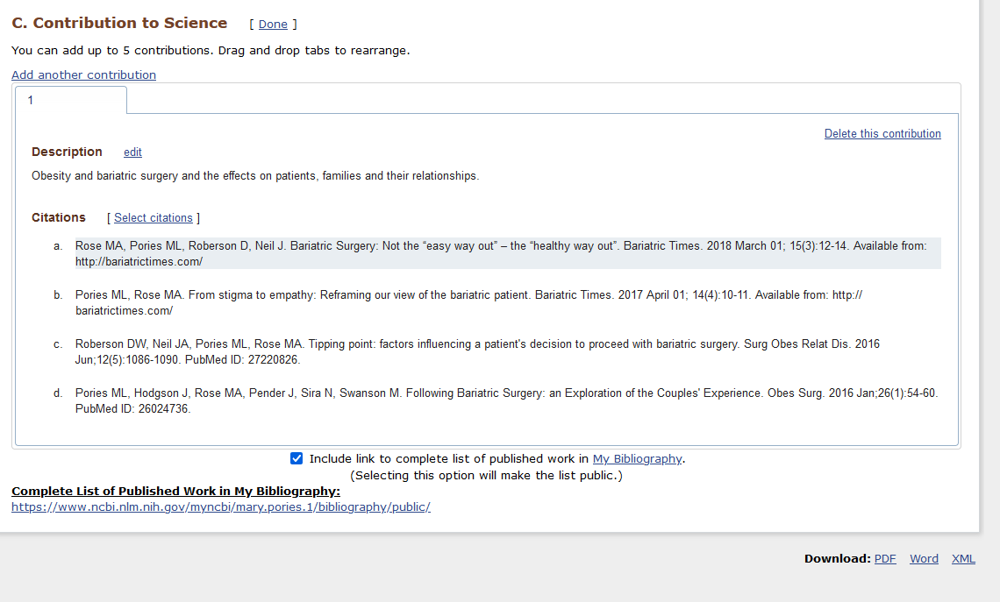 C. Contribution to Science [ Done ]
You can add up to 5 contributions. Drag and drop tabs to rearrange.
Add another contribution
1
Delete this contribution
Description edit
Obesity and bariatric surgery and the effects on patients, families and their relationships.
Citations [ Select citations ]
a. Rose MA, Pories ML, Roberson D, Neil J. Bariatric Surgery: Not the “easy way out” – the “healthy way out”. Bariatric Times. 2018 March 01; 15(3):12-14. Available from:
http://bariatrictimes.com/
b. Pories ML, Rose MA. From stigma to empathy: Reframing our view of the bariatric patient. Bariatric Times. 2017 April 01; 14(4):10-11. Available from: http://
bariatrictimes.com/
c. Roberson DW, Neil JA, Pories ML, Rose MA. Tipping point: factors influencing a patient's decision to proceed with bariatric surgery. Surg Obes Relat Dis. 2016
Jun;12(5):1086-1090. PubMed ID: 27220826.
d. Pories ML, Hodgson J, Rose MA, Pender J, Sira N, Swanson M. Following Bariatric Surgery: an Exploration of the Couples' Experience. Obes Surg. 2016 Jan;26(1):54-60.
PubMed ID: 26024736.
Include link to complete list of published work in My Bibliography.
(Selecting this option will make the list public.)
Complete List of Published Work in My Bibliography:
https://www.ncbi.nlm.nih.gov/myncbi/mary.pories.1/bibliography/public/
Download: PDF Word XML